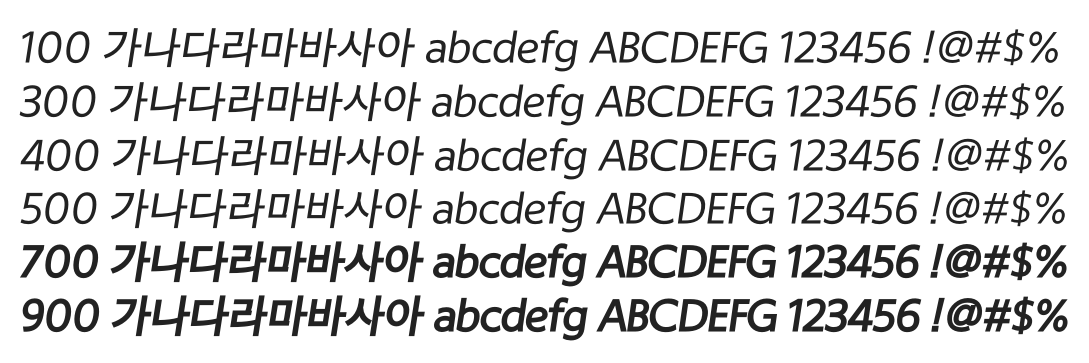 100 가나다라마바사아 abcdefg ABCDEFG 123456 !@#$%
300 가나다라마바사아 abcdefg ABCDEFG 123456 !@#$%
400 가나다라마바사아 abcdefg ABCDEFG 123456 !@#$%
500 가나다라마바사아 abcdefg ABCDEFG 123456 !@#$%
700 가나다라마바사아 abcdefg ABCDEFG 123456 !@#$%
900 가나다라마바사아 abcdefg ABCDEFG 123456 !@#$%